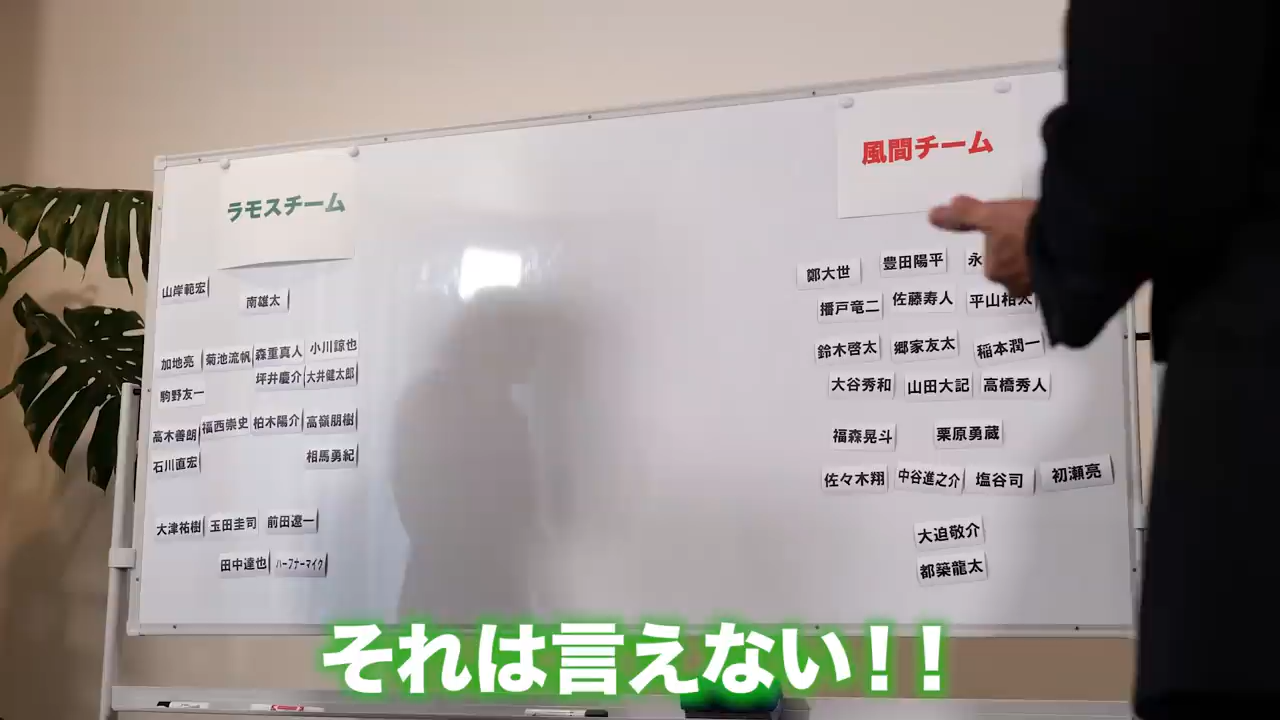 ラモスチーム
山岸範宏
南雄太
加地亮 菊池流帆 森重真人 小川諒也
坪井慶介 大井健太郎
駒野友一
高木善朗 福西崇史 柏木陽介 高嶺朋樹
石川直宏 相馬勇紀
大津祐樹 玉田圭司 前田遼一
田中達也 ハーフナーマイク
風間チーム
鄭大世 豊田陽平 永
播戸竜二 佐藤寿人 平山相太
鈴木啓太 郷家友太 稲本潤一
大谷秀和 山田大記 高橋秀人
福森晃斗 栗原勇蔵
佐々木翔 中谷進之介 塩谷司 初瀬亮
大迫敬介
都築龍太
それは言えない！！